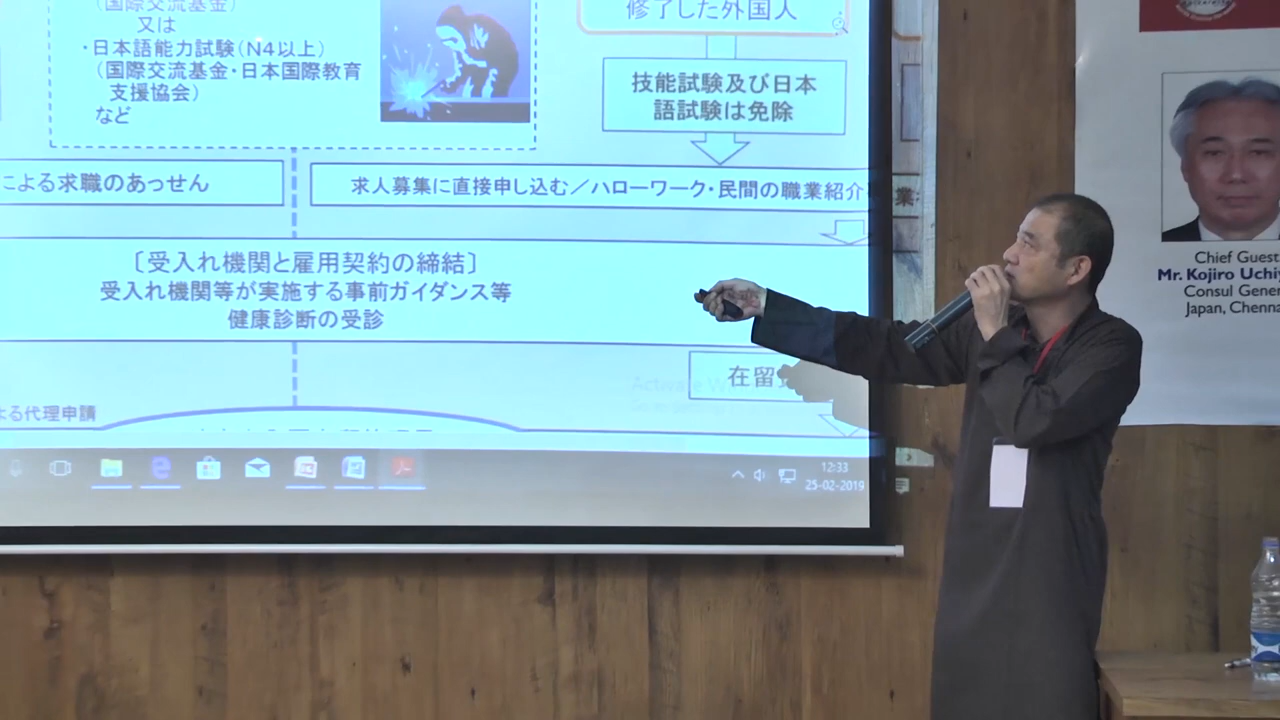 (国際交流基金)
又は
・日本語能力試験(N4以上)
(国際交流基金・日本国際教育
支援協会)
など
修了した外国人
技能試験及び日本
語試験は免除
による求職のあっせん
求人募集に直接申し込む/ハローワーク・民間の職業紹介
業
〔受入れ機関と雇用契約の締結〕
受入れ機関等が実施する事前ガイダンス等
健康診断の受診
在留
Activate W
よる代理申請
12:33
25-02-2019
Chief Guest
Mr. Kojiro Uchiy
Consul Gener
Japan, Chenna